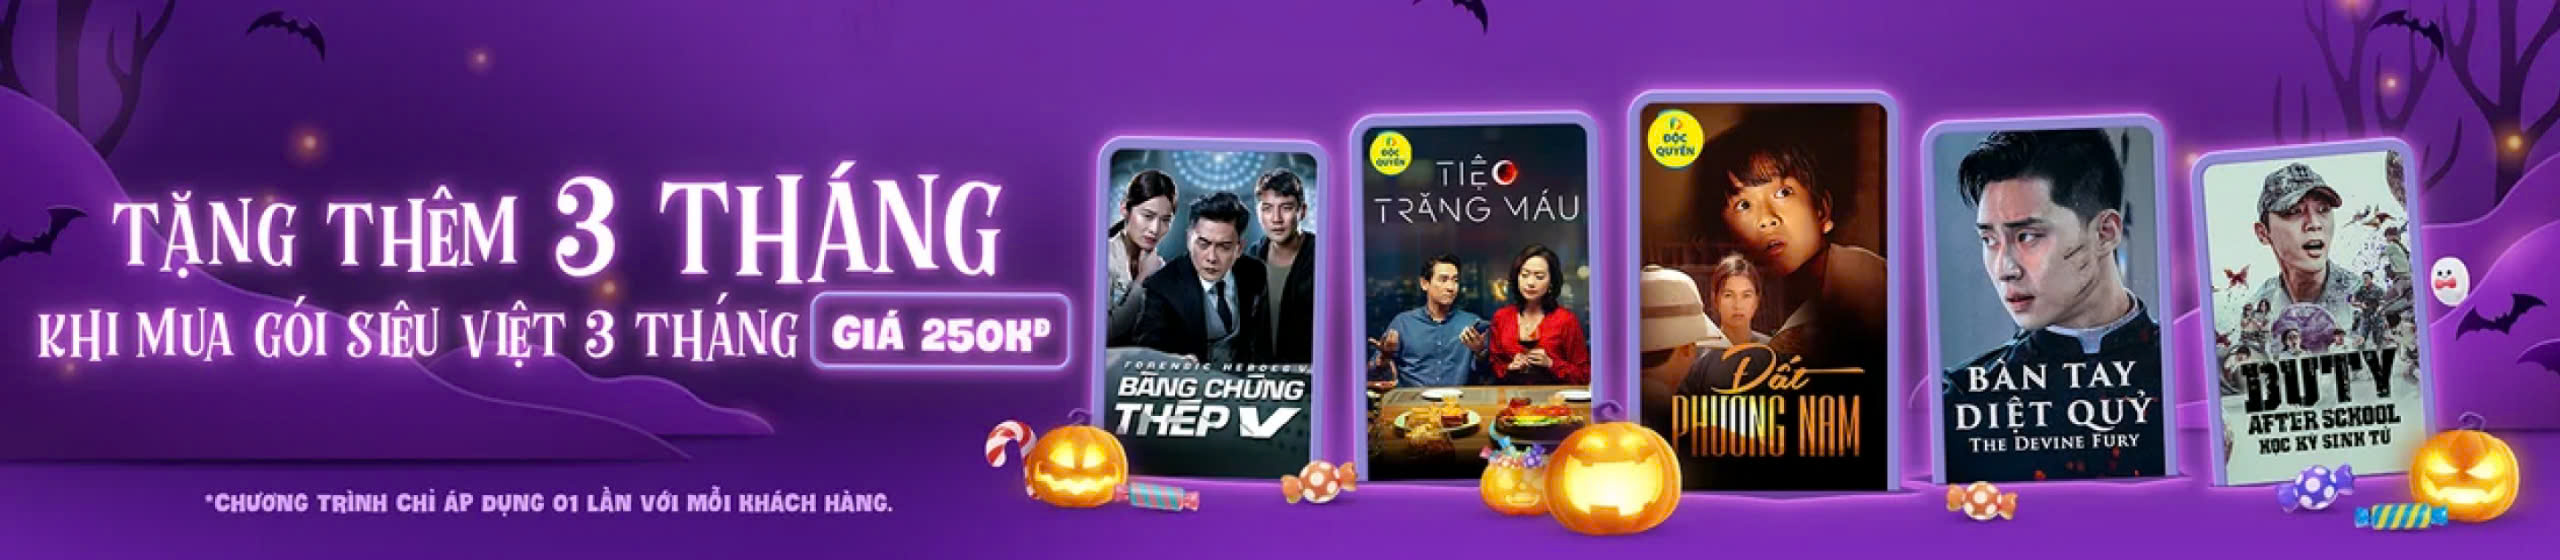 TẶNG THÊM 3 THÁNG
KHI MUA GÓI SIÊU VIỆT 3 THÁNG GIÁ 250KĐ
*CHƯƠNG TRÌNH CHỈ ÁP DỤNG 01 LẦN VỚI MỖI KHÁCH HÀNG.
FORENSIC HEROES V
BẰNG CHỨNG
THÉP V
ĐỘC
QUYỀN
TIỆC
TRĂNG MÁU
ĐỘC
QUYỀN
Đất
PHƯƠNG NAM
BÀN TAY
DIỆT QUỶ
THE DEVINE FURY
DUTY
AFTER SCHOOL
HỌC KỲ SINH TỬ